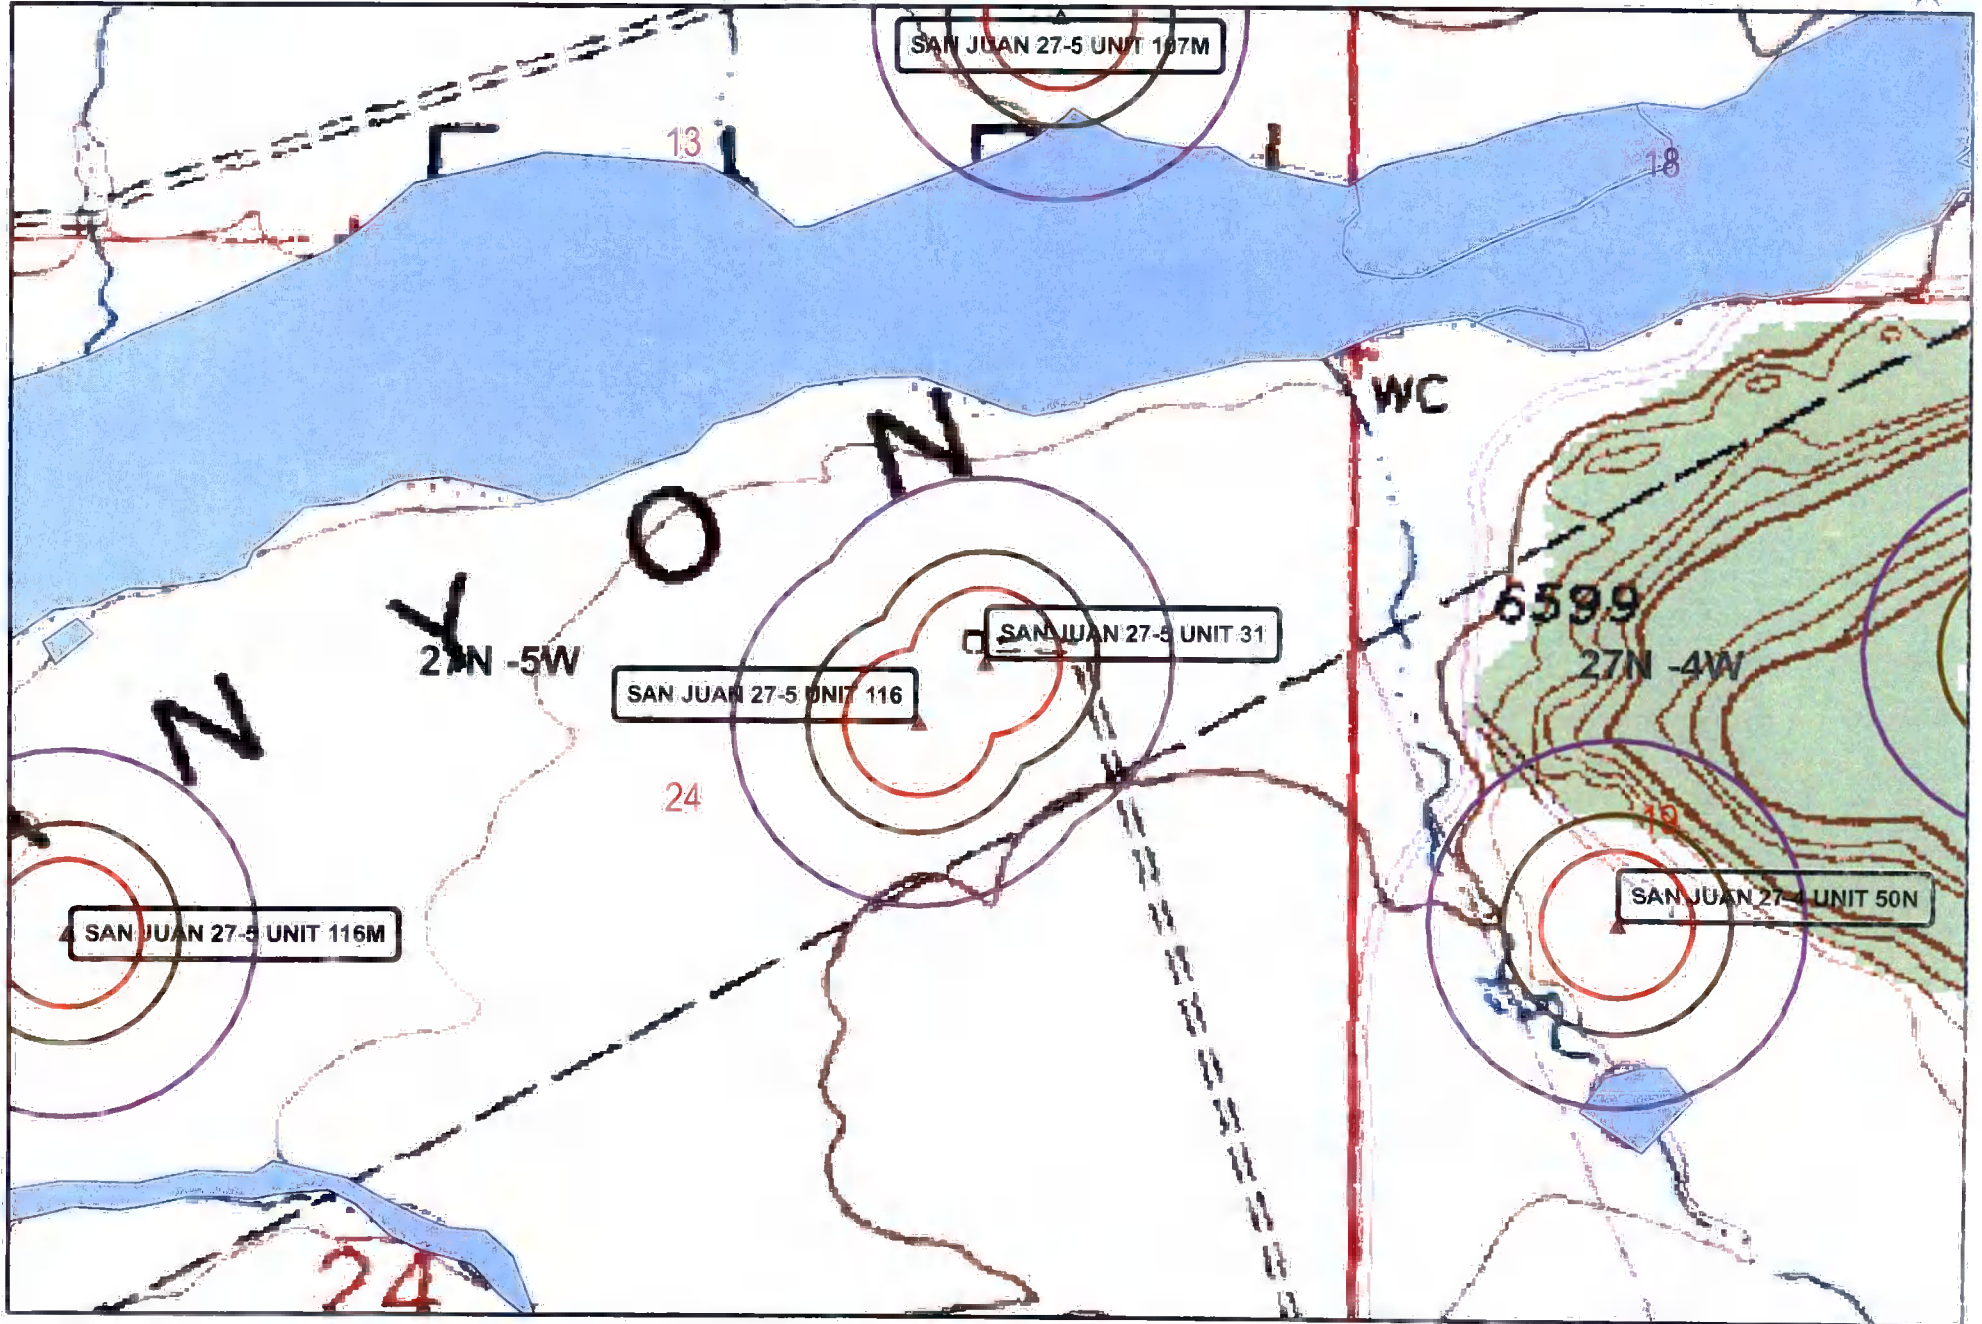 SAN JUAN 27-5 UNIT 107M
13
18
WC
N
O
Y
27N -5W
6599
27N -4W
SAN JUAN 27-5 UNIT 31
SAN JUAN 27-5 UNIT 116
N
24
19
SAN JUAN 27-4 UNIT 50N
SAN JUAN 27-5 UNIT 116M
24